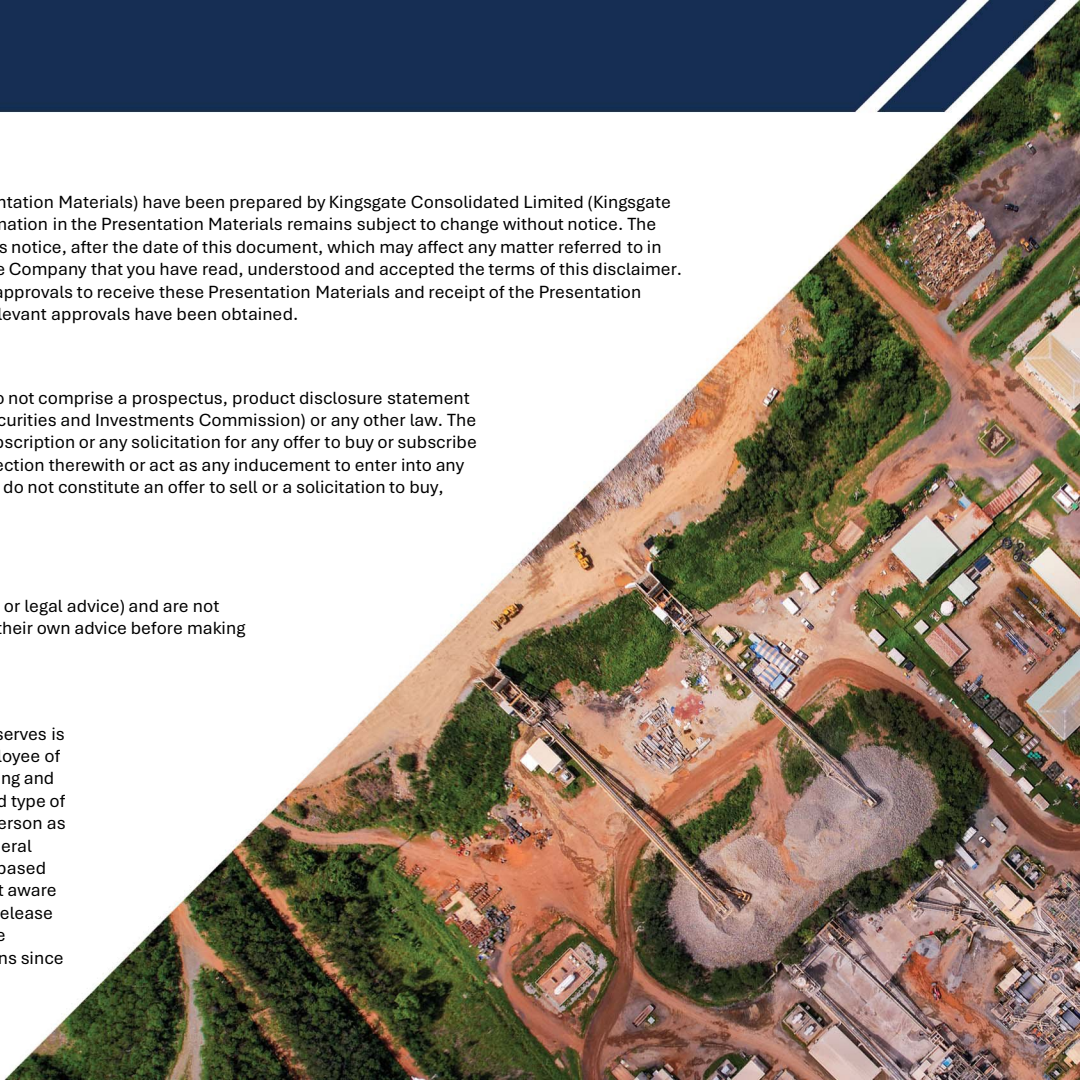 ntation Materials) have been prepared by Kingsgate Consolidated Limited (Kingsgate
nation in the Presentation Materials remains subject to change without notice. The
s notice, after the date of this document, which may affect any matter referred to in
e Company that you have read, understood and accepted the terms of this disclaimer.
approvals to receive these Presentation Materials and receipt of the Presentation
levant approvals have been obtained.
o not comprise a prospectus, product disclosure statement
curities and Investments Commission) or any other law. The
bscription or any solicitation for any offer to buy or subscribe
ection therewith or act as any inducement to enter into any
do not constitute an offer to sell or a solicitation to buy,
or legal advice) and are not
their own advice before making
serves is
loyee of
ng and
d type of
erson as
eral
based
t aware
elease
e
ns since